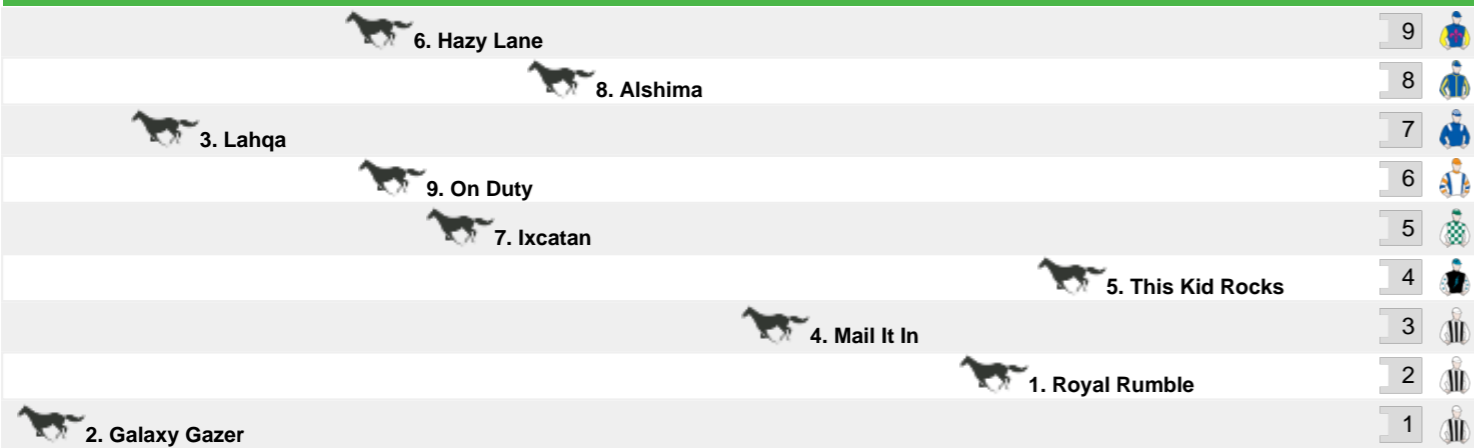 6. Hazy Lane 9
8. Alshima 8
3. Lahqa 7
9. On Duty 6
7. Ixcatan 5
5. This Kid Rocks 4
4. Mail It In 3
1. Royal Rumble 2
2. Galaxy Gazer 1